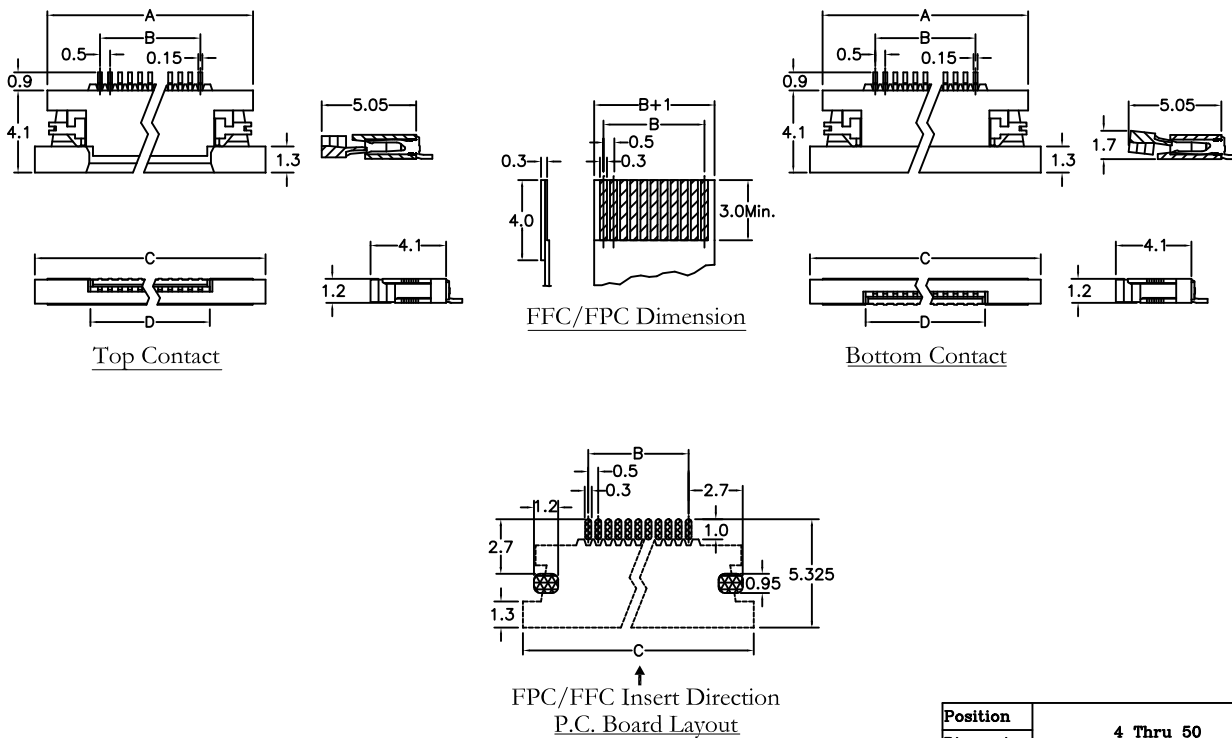 A
A
B
B
0.5
0.15
0.5
0.15
0.9
0.9
4.1
4.1
5.05
5.05
1.3
1.3
1.7
B+1
B
0.5
0.3
0.3
4.0
3.0Min.
C
C
4.1
4.1
1.2
1.2
D
D
FFC/FPC Dimension
Top Contact
Bottom Contact
B
0.5
0.3
2.7
1.2
1.0
2.7
5.325
0.95
1.3
C
FPC/FFC Insert Direction
P.C. Board Layout
Position
4 Thru 50